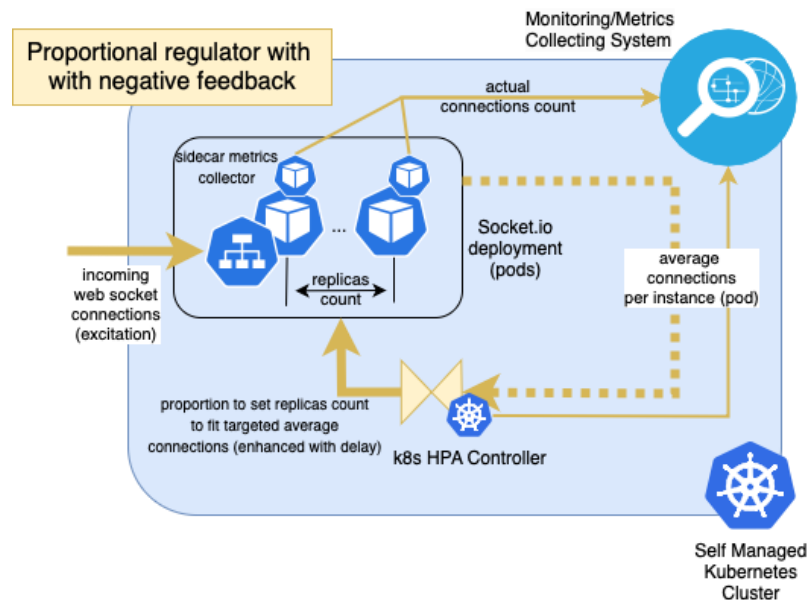 Monitoring/Metrics
Collecting System
Proportional regulator with
with negative feedback
actual
connections count
sidecar metrics
collector
...
Socket.io
deployment
(pods)
replicas
count
incoming
web socket
connections
(excitation)
average
connections
per instance (pod)
proportion to set replicas count
to fit targeted average
connections (enhanced with delay)
k8s HPA Controller
Self Managed
Kubernetes
Cluster